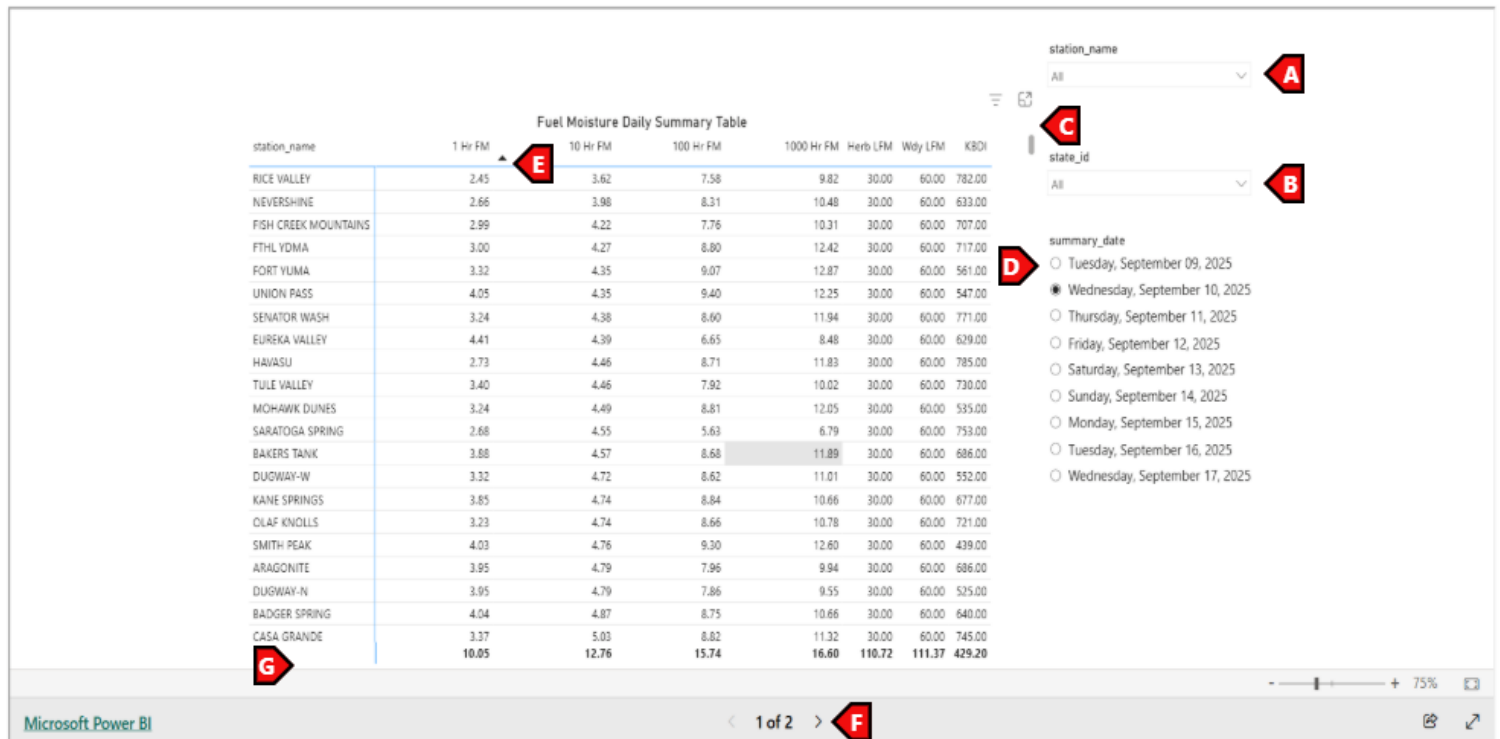 station_name
All
A
C
Fuel Moisture Daily Summary Table
station_name 1 Hr FM 10 Hr FM 100 Hr FM 1000 Hr FM Herb LFM Wdy LFM KBDI
E
RICE VALLEY 2.45 3.62 7.58 9.82 30.00 60.00 782.00
NEVERSHINE 2.66 3.98 8.31 10.48 30.00 60.00 633.00
FISH CREEK MOUNTAINS 2.99 4.22 7.76 10.31 30.00 60.00 707.00
FTHL YDMA 3.00 4.27 8.80 12.42 30.00 60.00 717.00
FORT YUMA 3.32 4.35 9.07 12.87 30.00 60.00 561.00
UNION PASS 4.05 4.35 9.40 12.25 30.00 60.00 547.00
SENATOR WASH 3.24 4.38 8.60 11.94 30.00 60.00 771.00
EUREKA VALLEY 4.41 4.39 6.65 8.48 30.00 60.00 629.00
HAVASU 2.73 4.46 8.71 11.83 30.00 60.00 785.00
TULE VALLEY 3.40 4.46 7.92 10.02 30.00 60.00 730.00
MOHAWK DUNES 3.24 4.49 8.81 12.05 30.00 60.00 535.00
SARATOGA SPRING 2.68 4.55 5.63 6.79 30.00 60.00 753.00
BAKERS TANK 3.88 4.57 8.68 11.89 30.00 60.00 686.00
DUGWAY-W 3.32 4.72 8.62 11.01 30.00 60.00 552.00
KANE SPRINGS 3.85 4.74 8.84 10.66 30.00 60.00 677.00
OLAF KNOLLS 3.23 4.74 8.66 10.78 30.00 60.00 721.00
SMITH PEAK 4.03 4.76 9.30 12.60 30.00 60.00 439.00
ARAGONITE 3.95 4.79 7.96 9.94 30.00 60.00 686.00
DUGWAY-N 3.95 4.79 7.86 9.55 30.00 60.00 525.00
BADGER SPRING 4.04 4.87 8.75 10.66 30.00 60.00 640.00
CASA GRANDE 3.37 5.03 8.82 11.32 30.00 60.00 745.00
G 10.05 12.76 15.74 16.60 110.72 111.37 429.20
state_id
All
B
summary_date
D
Tuesday, September 09, 2025
Wednesday, September 10, 2025
Thursday, September 11, 2025
Friday, September 12, 2025
Saturday, September 13, 2025
Sunday, September 14, 2025
Monday, September 15, 2025
Tuesday, September 16, 2025
Wednesday, September 17, 2025
- + 75%
Microsoft Power BI
< 1 of 2 > F